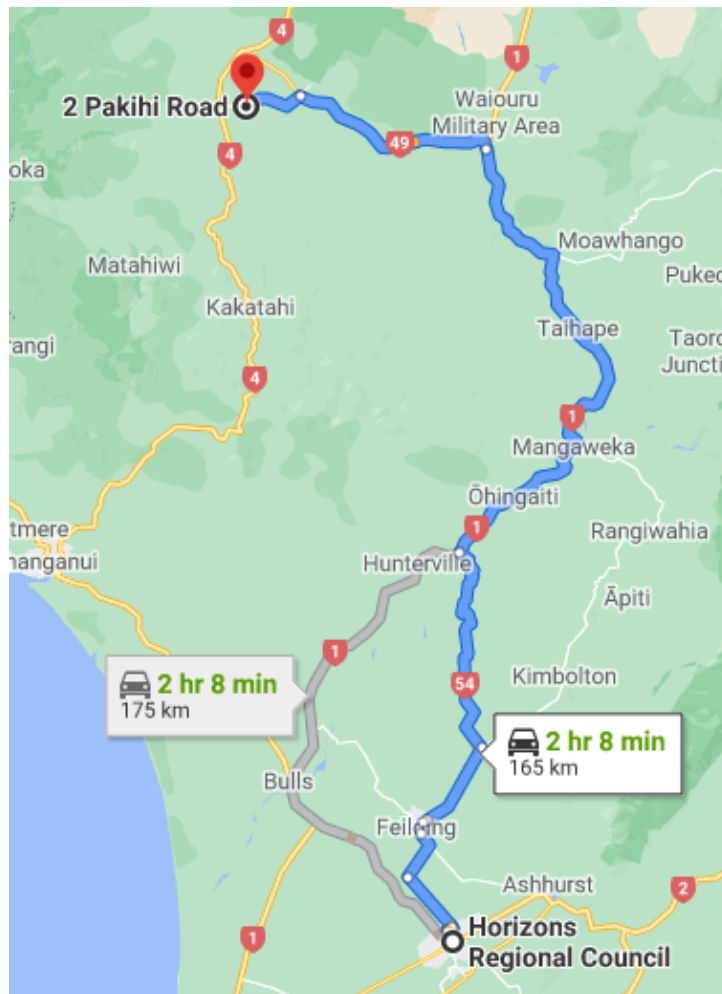 4
1
2 Pakihi Road
Waiouru
Military Area
49
4
oka
Moawhango
Matahiwi
Puked
Kakatahi
rangi
Taihape
Taoro
Juncti
4
1
Mangaweka
Ōhingaiti
tmere
1
Rangiwahia
hanganui
Hunterville
Āpiti
1
Kimbolton
54
2 hr 8 min
175 km
2 hr 8 min
165 km
Bulls
Feilding
Ashhurst
2
1
Horizons
Regional Council